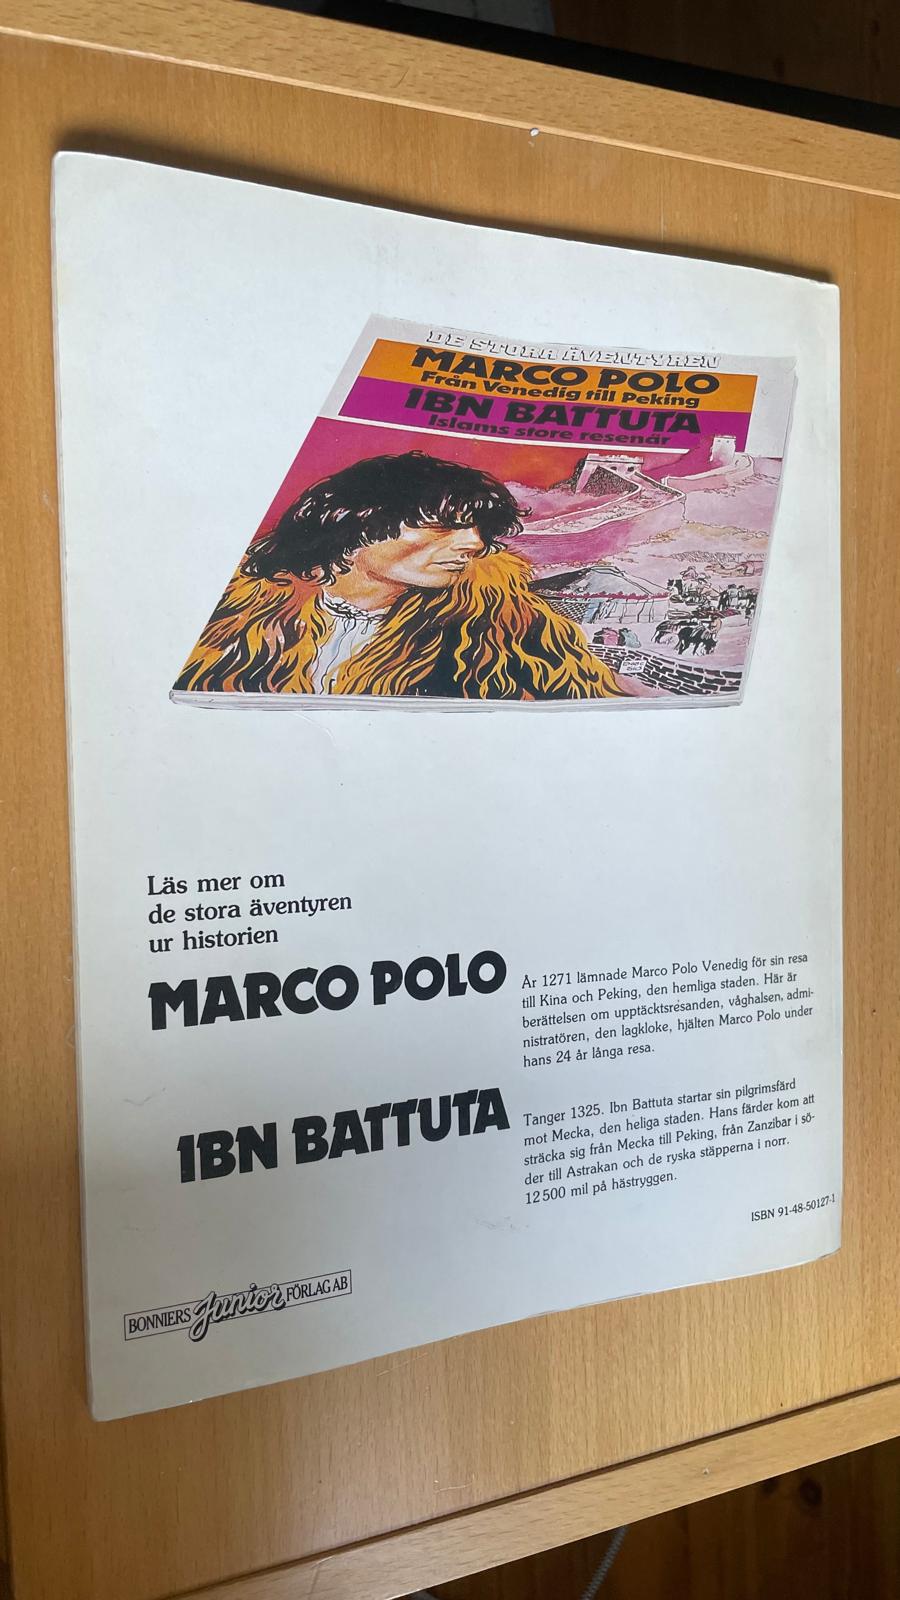 DE STORA ÄVENTYREN
MARCO POLO
Från Venedig till Peking
IBN BATTUTA
Islams store resenär
Läs mer om
de stora äventyren
ur historien
MARCO POLO
År 1271 lämnade Marco Polo Venedig för sin resa
till Kina och Peking, den hemliga staden. Här är
berättelsen om upptäcktsresanden, våghalsen, admi-
nistratören, den lagkloke, hjälten Marco Polo under
hans 24 år långa resa.
IBN BATTUTA
Tanger 1325. Ibn Battuta startar sin pilgrimsfärd
mot Mecka, den heliga staden. Hans färder kom att
sträcka sig från Mecka till Peking, från Zanzibar i sö-
der till Astrakan och de ryska stäpperna i norr.
12 500 mil på hästryggen.
ISBN 91-48-50127-1
BONNIERS Junior FÖRLAG AB